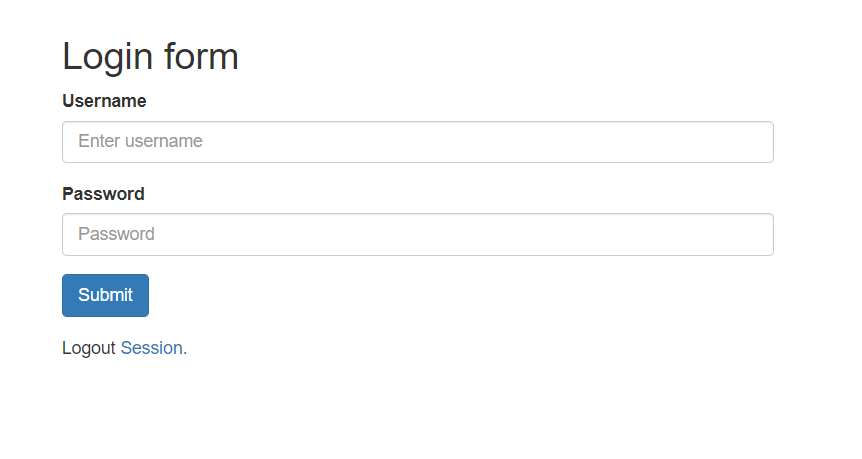 Login form
Username
Enter username
Password
Password
Submit
Logout Session.